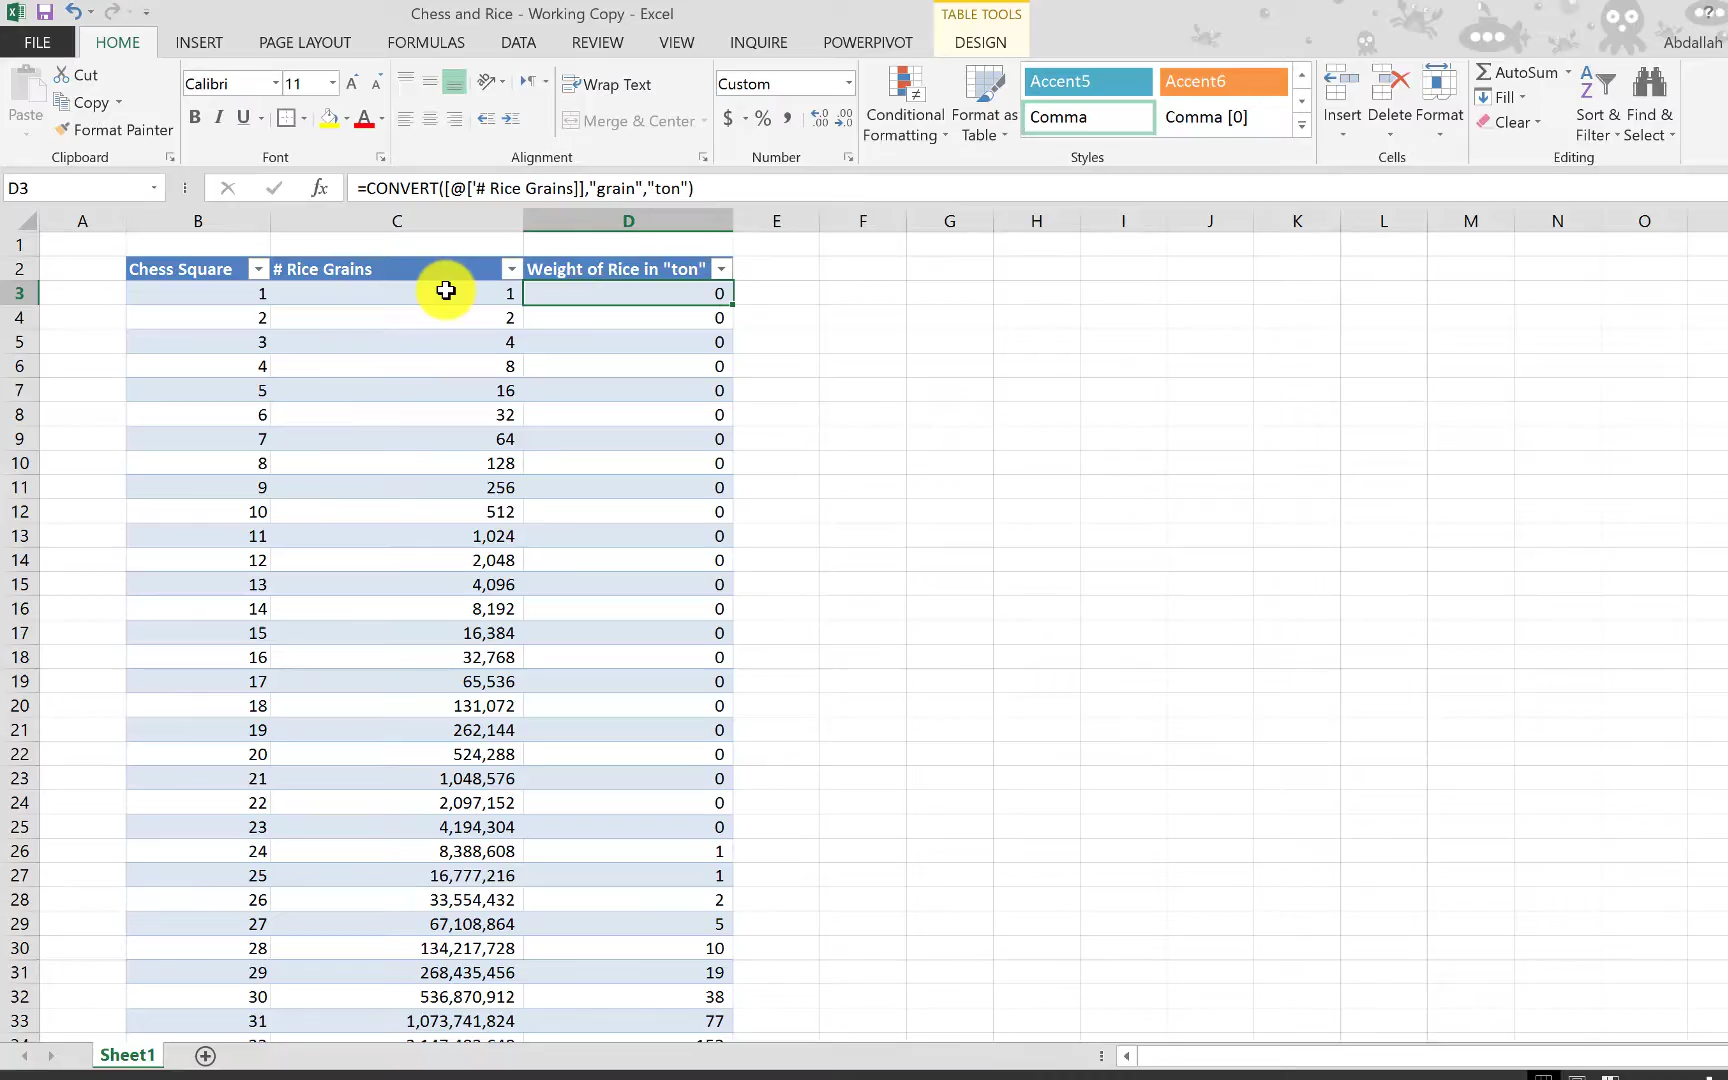 Chess and Rice - Working Copy - Excel
TABLE TOOLS
?
FILE HOME INSERT PAGE LAYOUT FORMULAS DATA REVIEW VIEW INQUIRE POWERPIVOT DESIGN Abdallah
Paste
Cut
Copy
Format Painter
Clipboard
Calibri 11 A A
B I U A
Font
Wrap Text
Merge & Center
Alignment
Custom
$ % , .0 .00 .00 .0
Number
Conditional Formatting
Format as Table
Accent5 Accent6
Comma Comma [0]
Styles
Insert Delete Format
Cells
AutoSum
Fill
Clear
Sort & Filter
Find & Select
Editing
D3 fx =CONVERT([@['# Rice Grains]],"grain","ton")
A B C D E F G H I J K L M N O
1
2 Chess Square # Rice Grains Weight of Rice in "ton"
3 1 1 0
4 2 2 0
5 3 4 0
6 4 8 0
7 5 16 0
8 6 32 0
9 7 64 0
10 8 128 0
11 9 256 0
12 10 512 0
13 11 1,024 0
14 12 2,048 0
15 13 4,096 0
16 14 8,192 0
17 15 16,384 0
18 16 32,768 0
19 17 65,536 0
20 18 131,072 0
21 19 262,144 0
22 20 524,288 0
23 21 1,048,576 0
24 22 2,097,152 0
25 23 4,194,304 0
26 24 8,388,608 1
27 25 16,777,216 1
28 26 33,554,432 2
29 27 67,108,864 5
30 28 134,217,728 10
31 29 268,435,456 19
32 30 536,870,912 38
33 31 1,073,741,824 77
Sheet1